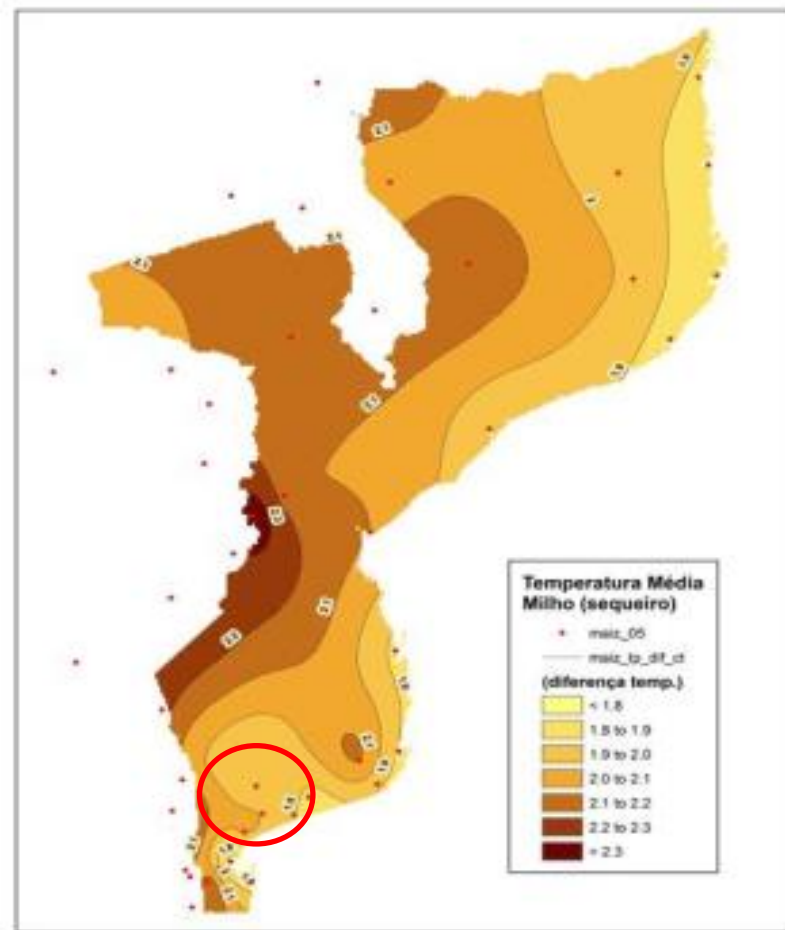 Temperatura Média
Milho (sequeiro)
maiz_05
maiz_tp_dif_ct
(diferença temp.)
< 1.8
1.8 to 1.9
1.9 to 2.0
2.0 to 2.1
2.1 to 2.2
2.2 to 2.3
> 2.3